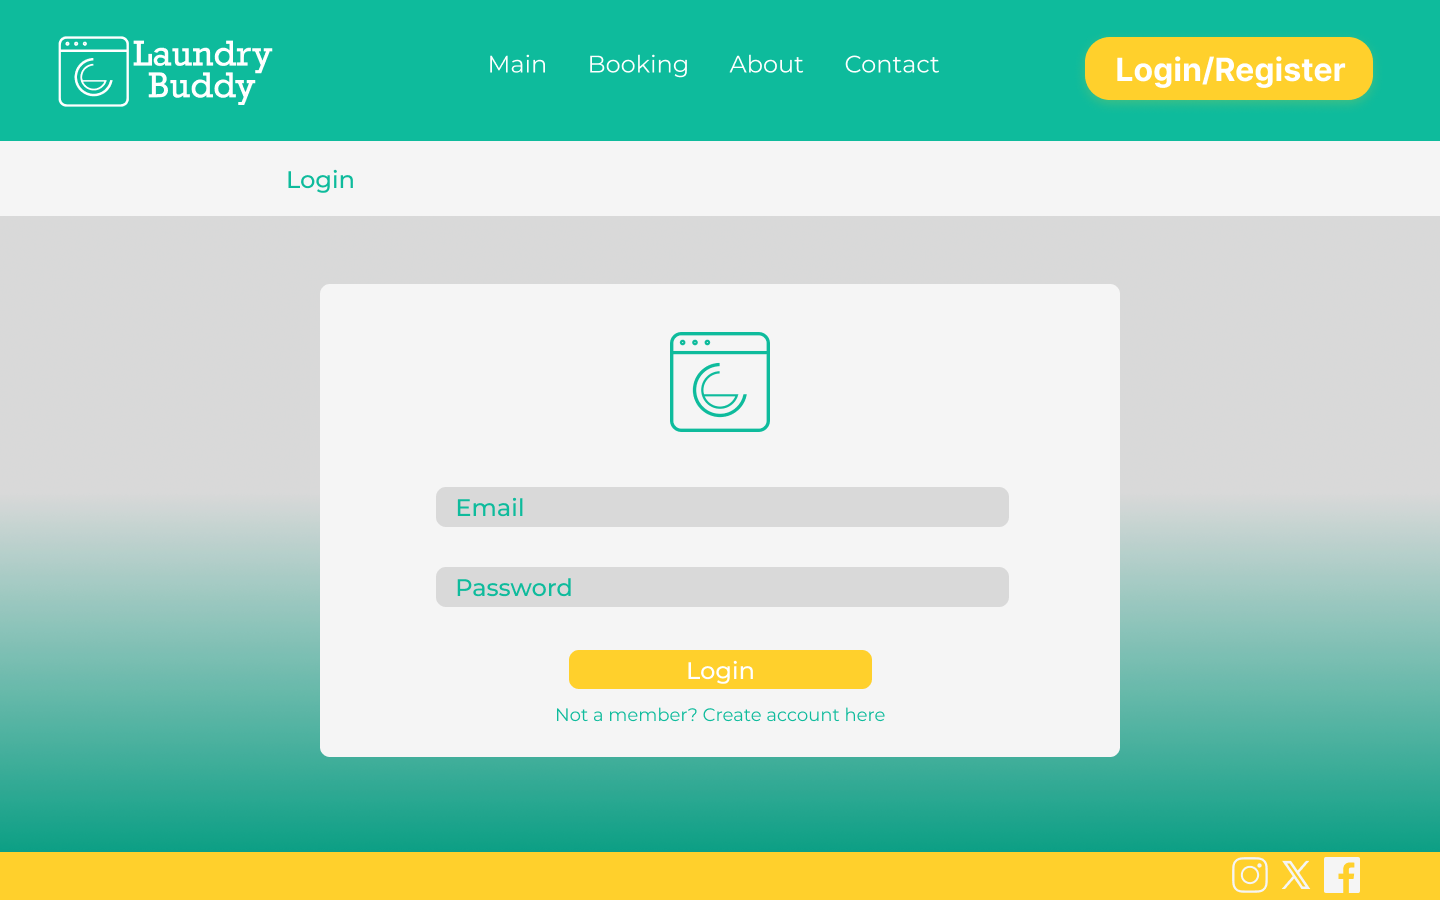 Laundry
Buddy
Main
Booking
About
Contact
Login/Register
Login
Email
Password
Login
Not a member? Create account here